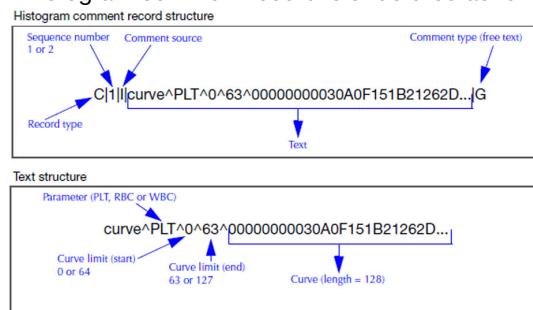 Histogram comment record structure
Sequence number
1 or 2
Comment source
Comment type (free text)
C|1|I|curve^PLT^0^63^00000000030A0F151B21262D...|G
Record type
Text
Text structure
Parameter (PLT, RBC or WBC)
curve^PLT^0^63^00000000030A0F151B21262D...
Curve limit (start)
0 or 64
Curve limit (end)
63 or 127
Curve (length = 128)